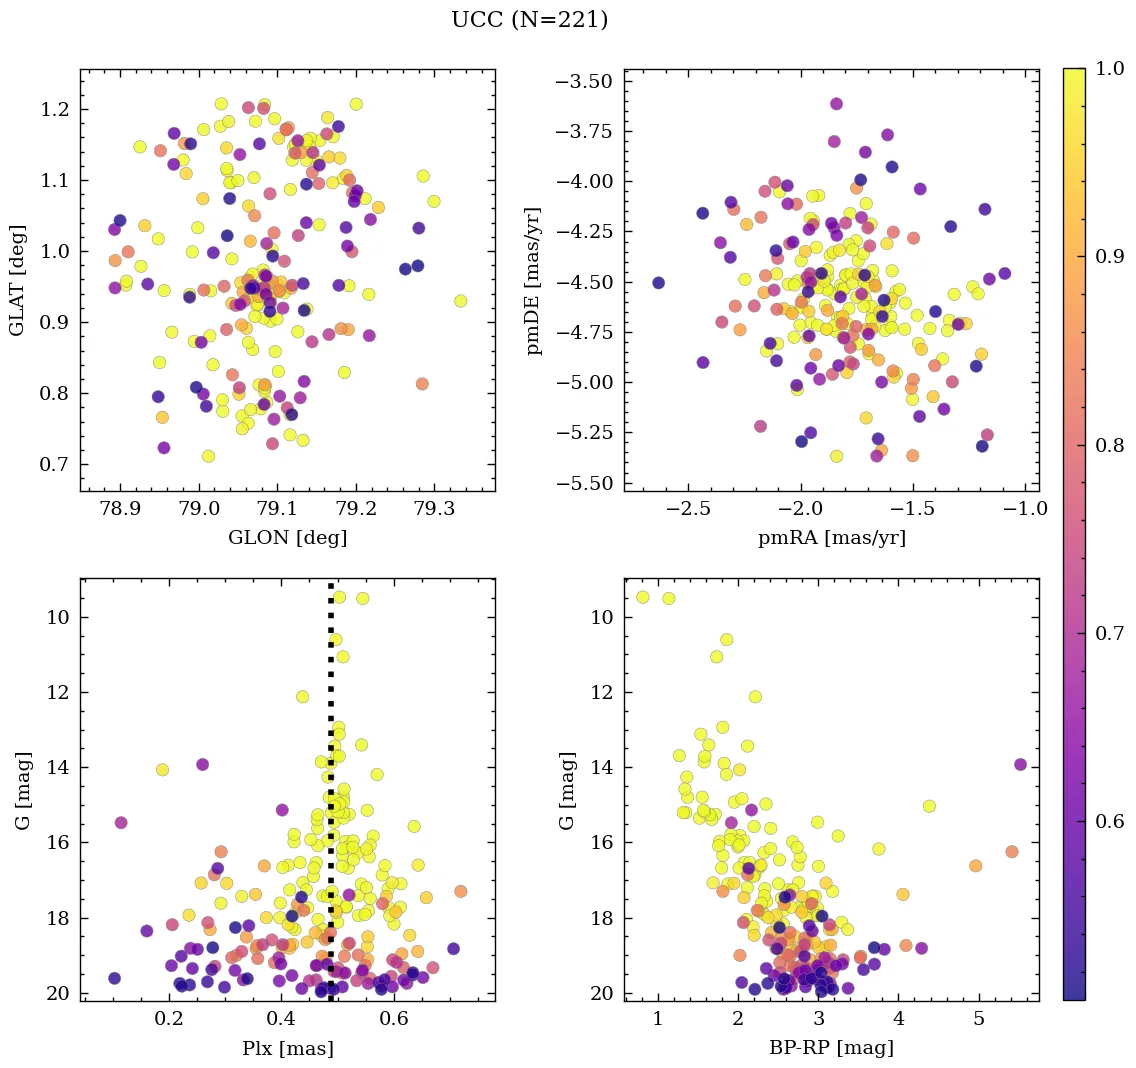 UCC (N=221)
1.2
1.1
1.0
0.9
0.8
0.7
GLAT [deg]
78.9 79.0 79.1 79.2 79.3
GLON [deg]
−3.50
−3.75
−4.00
−4.25
−4.50
−4.75
−5.00
−5.25
−5.50
pmDE [mas/yr]
−2.5 −2.0 −1.5 −1.0
pmRA [mas/yr]
1.0
0.9
0.8
0.7
0.6
10
12
14
16
18
20
G [mag]
0.2 0.4 0.6
Plx [mas]
10
12
14
16
18
20
G [mag]
1 2 3 4 5
BP-RP [mag]